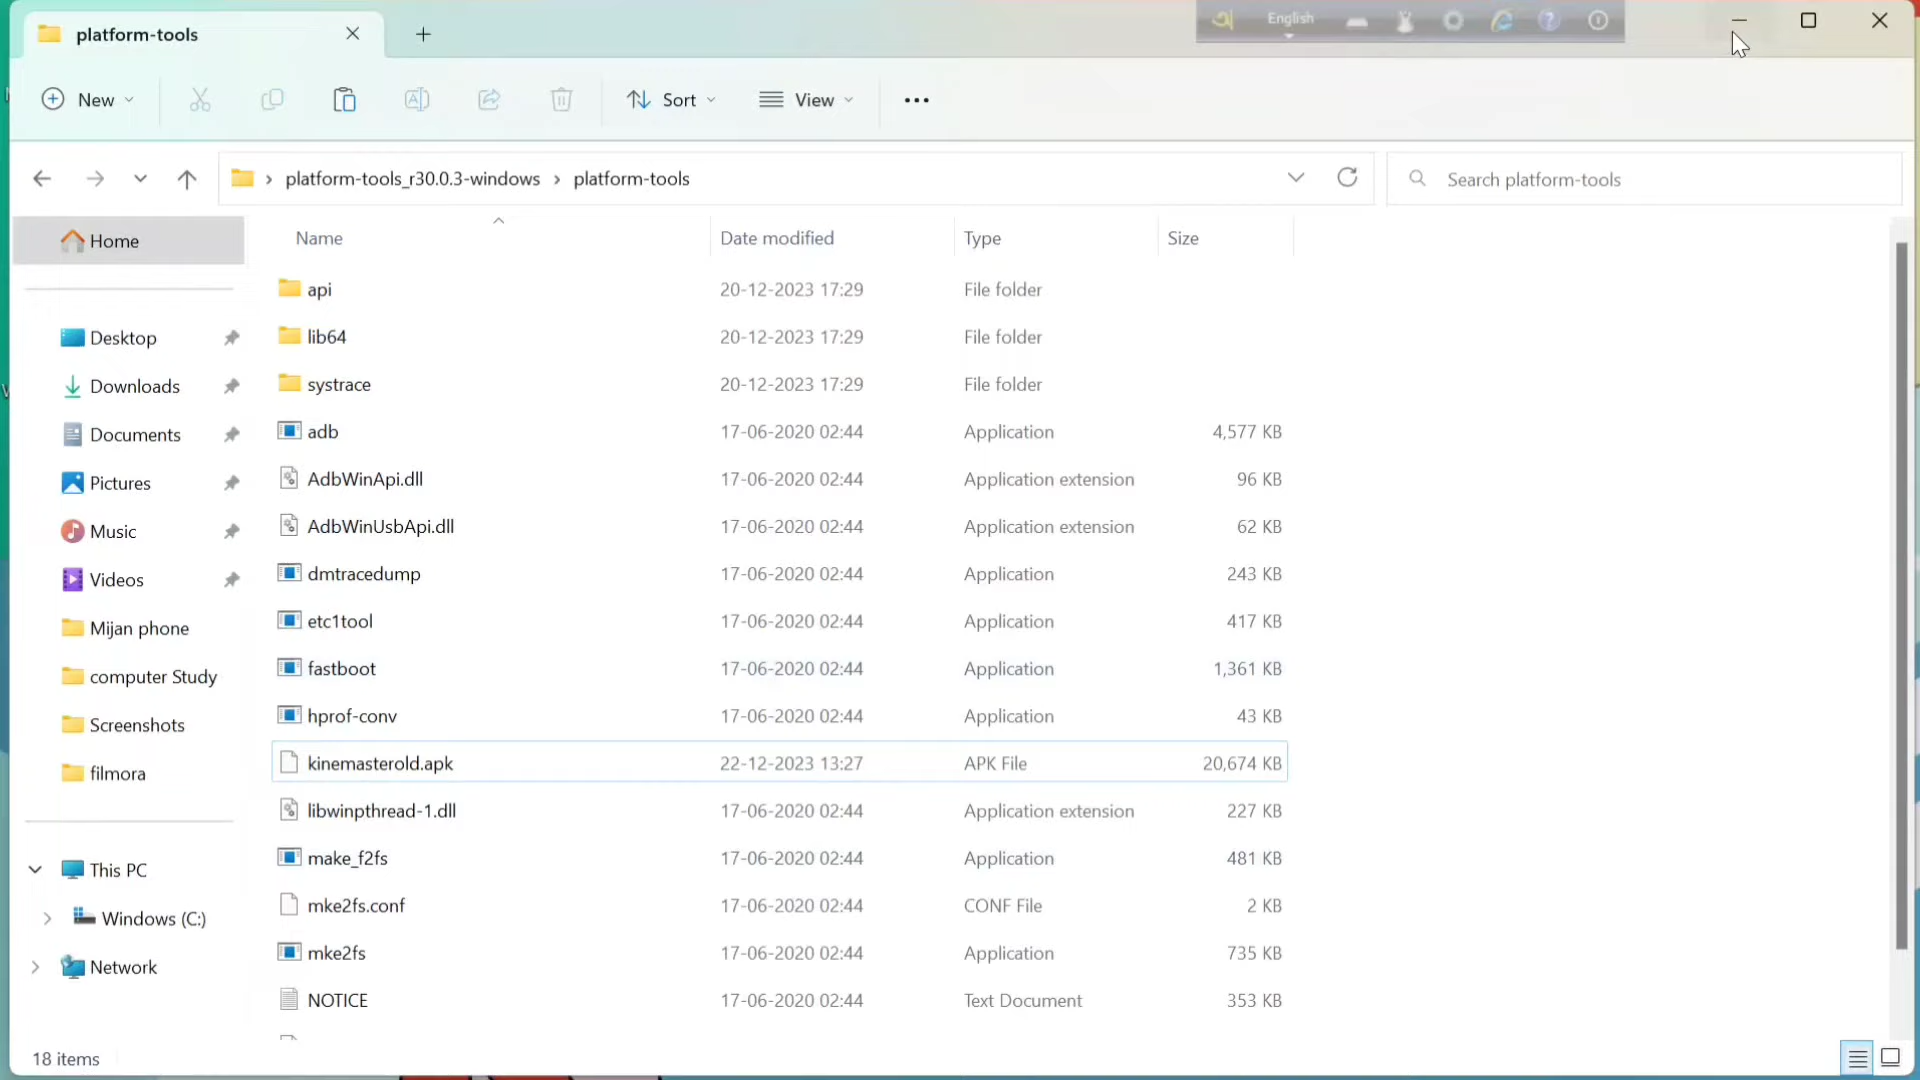 platform-tools
English
New
Sort
View
platform-tools_r30.0.3-windows > platform-tools
Search platform-tools
Name Date modified Type Size
Home
Desktop
Downloads
Documents
Pictures
Music
Videos
Mijan phone
computer Study
Screenshots
filmora
This PC
Windows (C:)
Network
api 20-12-2023 17:29 File folder
lib64 20-12-2023 17:29 File folder
systrace 20-12-2023 17:29 File folder
adb 17-06-2020 02:44 Application 4,577 KB
AdbWinApi.dll 17-06-2020 02:44 Application extension 96 KB
AdbWinUsbApi.dll 17-06-2020 02:44 Application extension 62 KB
dmtracedump 17-06-2020 02:44 Application 243 KB
etc1tool 17-06-2020 02:44 Application 417 KB
fastboot 17-06-2020 02:44 Application 1,361 KB
hprof-conv 17-06-2020 02:44 Application 43 KB
kinemasterold.apk 22-12-2023 13:27 APK File 20,674 KB
libwinpthread-1.dll 17-06-2020 02:44 Application extension 227 KB
make_f2fs 17-06-2020 02:44 Application 481 KB
mke2fs.conf 17-06-2020 02:44 CONF File 2 KB
mke2fs 17-06-2020 02:44 Application 735 KB
NOTICE 17-06-2020 02:44 Text Document 353 KB
18 items